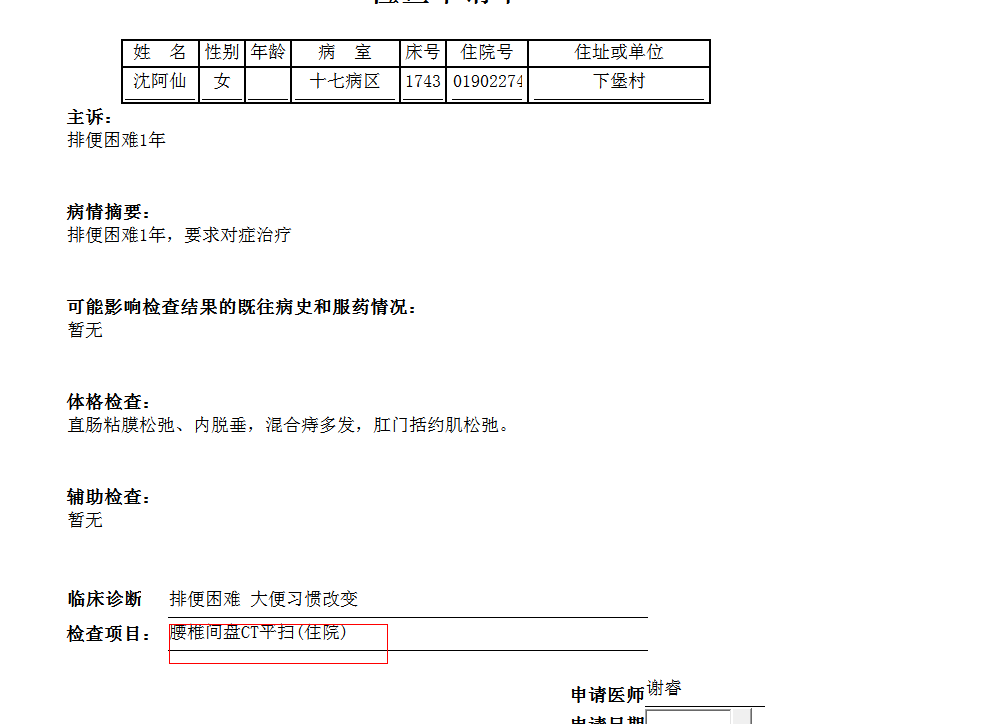 检查申请单
姓 名 性别 年龄 病 室 床号 住院号 住址或单位
沈阿仙 女 十七病区 1743 01902274 下堡村
主诉：
排便困难1年
病情摘要：
排便困难1年，要求对症治疗
可能影响检查结果的既往病史和服药情况：
暂无
体格检查：
直肠粘膜松弛、内脱垂，混合痔多发，肛门括约肌松弛。
辅助检查：
暂无
临床诊断 排便困难 大便习惯改变
检查项目： 腰椎间盘CT平扫(住院)
申请医师 谢睿
申请日期